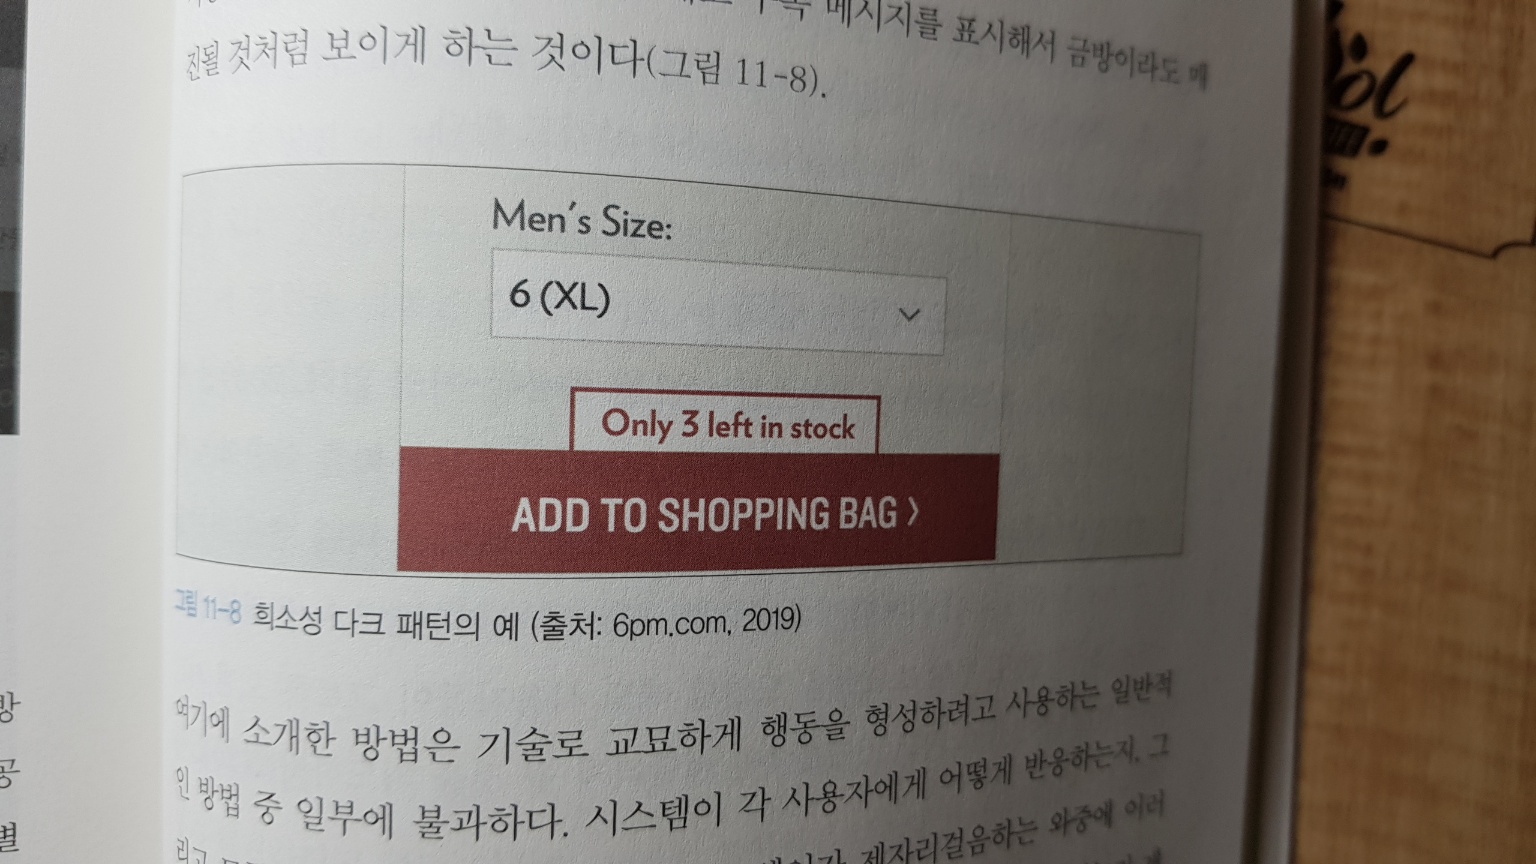 메시지를 표시해서 금방이라도 매
진될 것처럼 보이게 하는 것이다(그림 11-8).
Men's Size:
6 (XL)
Only 3 left in stock
ADD TO SHOPPING BAG >
그림 11-8 희소성 다크 패턴의 예 (출처: 6pm.com, 2019)
여기에 소개한 방법은 기술로 교묘하게 행동을 형성하려고 사용하는 일반적
인 방법 중 일부에 불과하다. 시스템이 각 사용자에게 어떻게 반응하는지, 그
리고 제자리걸음하는 와중에 이러
방
공
별